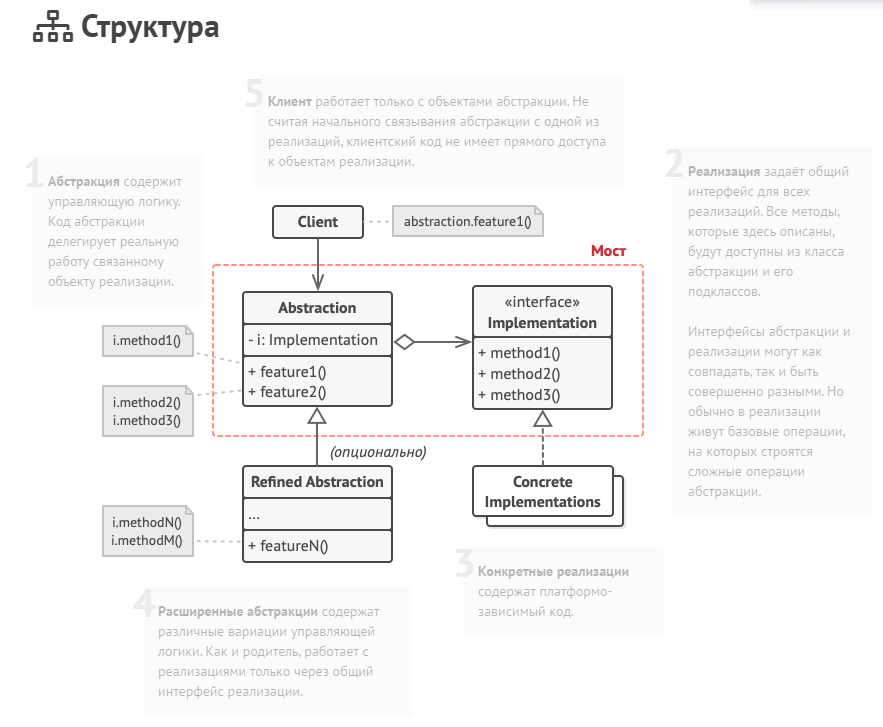 Структура
5
Клиент работает только с объектами абстракции. Не
считая начального связывания абстракции с одной из
реализаций, клиентский код не имеет прямого доступа
к объектам реализации.
1
Абстракция содержит
управляющую логику.
Код абстракции
делегирует реальную
работу связанному
объекту реализации.
2
Реализация задаёт общий
интерфейс для всех
реализаций. Все методы,
которые здесь описаны,
будут доступны из класса
абстракции и его
подклассов.
Интерфейсы абстракции и
реализации могут как
совпадать, так и быть
совершенно разными. Но
обычно в реализации
живут базовые операции,
на которых строятся
сложные операции
абстракции.
Client
abstraction.feature1()
Мост
Abstraction
- i: Implementation
+ feature1()
+ feature2()
«interface»
Implementation
+ method1()
+ method2()
+ method3()
i.method1()
i.method2()
i.method3()
(опционально)
Refined Abstraction
...
+ featureN()
Concrete
Implementations
i.methodN()
i.methodM()
3
Конкретные реализации
содержат платформо-
зависимый код.
4
Расширенные абстракции содержат
различные вариации управляющей
логики. Как и родитель, работает с
реализациями только через общий
интерфейс реализации.